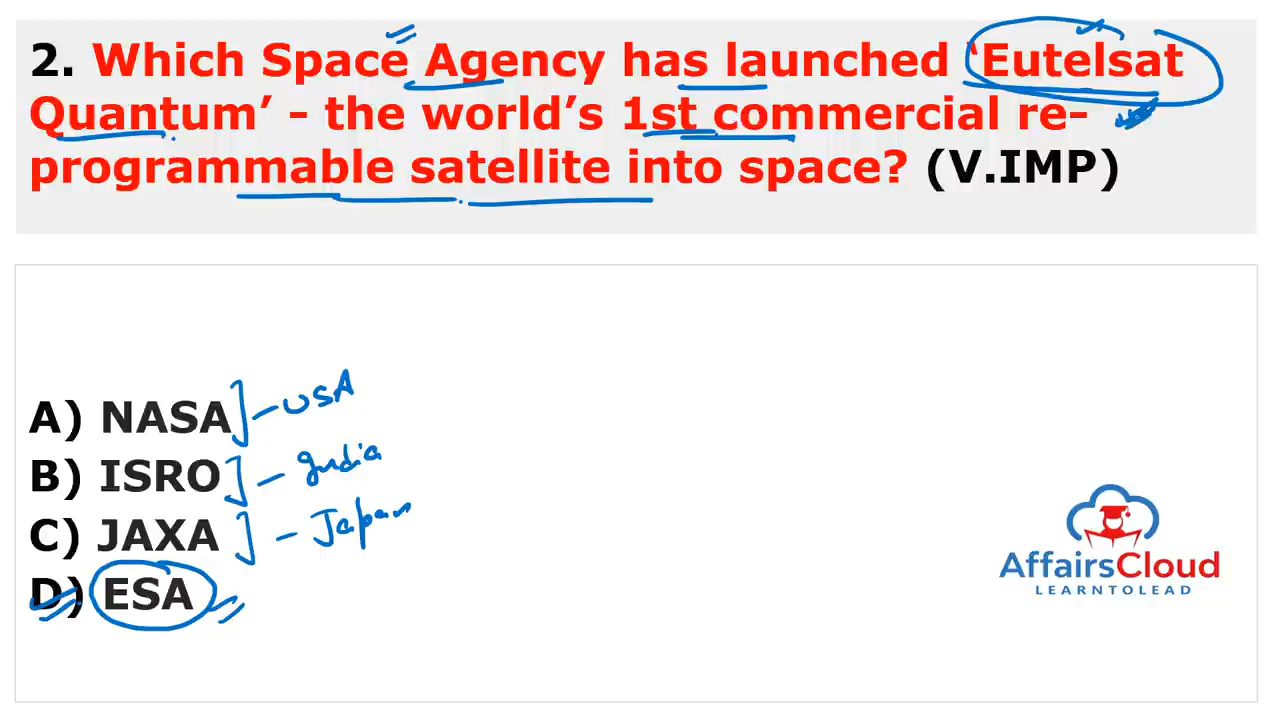 2. Which Space Agency has launched ‘Eutelsat
Quantum’ - the world’s 1st commercial re-
programmable satellite into space? (V.IMP)
A) NASA - USA
B) ISRO - India
C) JAXA - Japan
D) ESA
AffairsCloud
LEARNTOLEAD